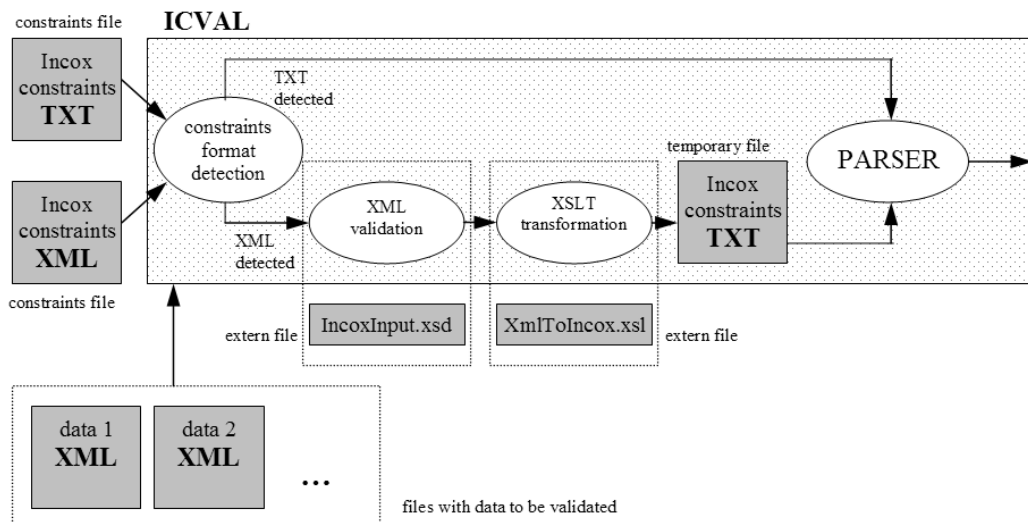 constraints file
ICVAL
Incox
constraints
TXT
TXT
detected
constraints
format
detection
temporary file
PARSER
Incox
constraints
XML
XML
validation
XSLT
transformation
Incox
constraints
TXT
XML
detected
constraints file
extern file
IncoxInput.xsd
XmlToIncox.xsl
extern file
data 1
XML
data 2
XML
...
files with data to be validated